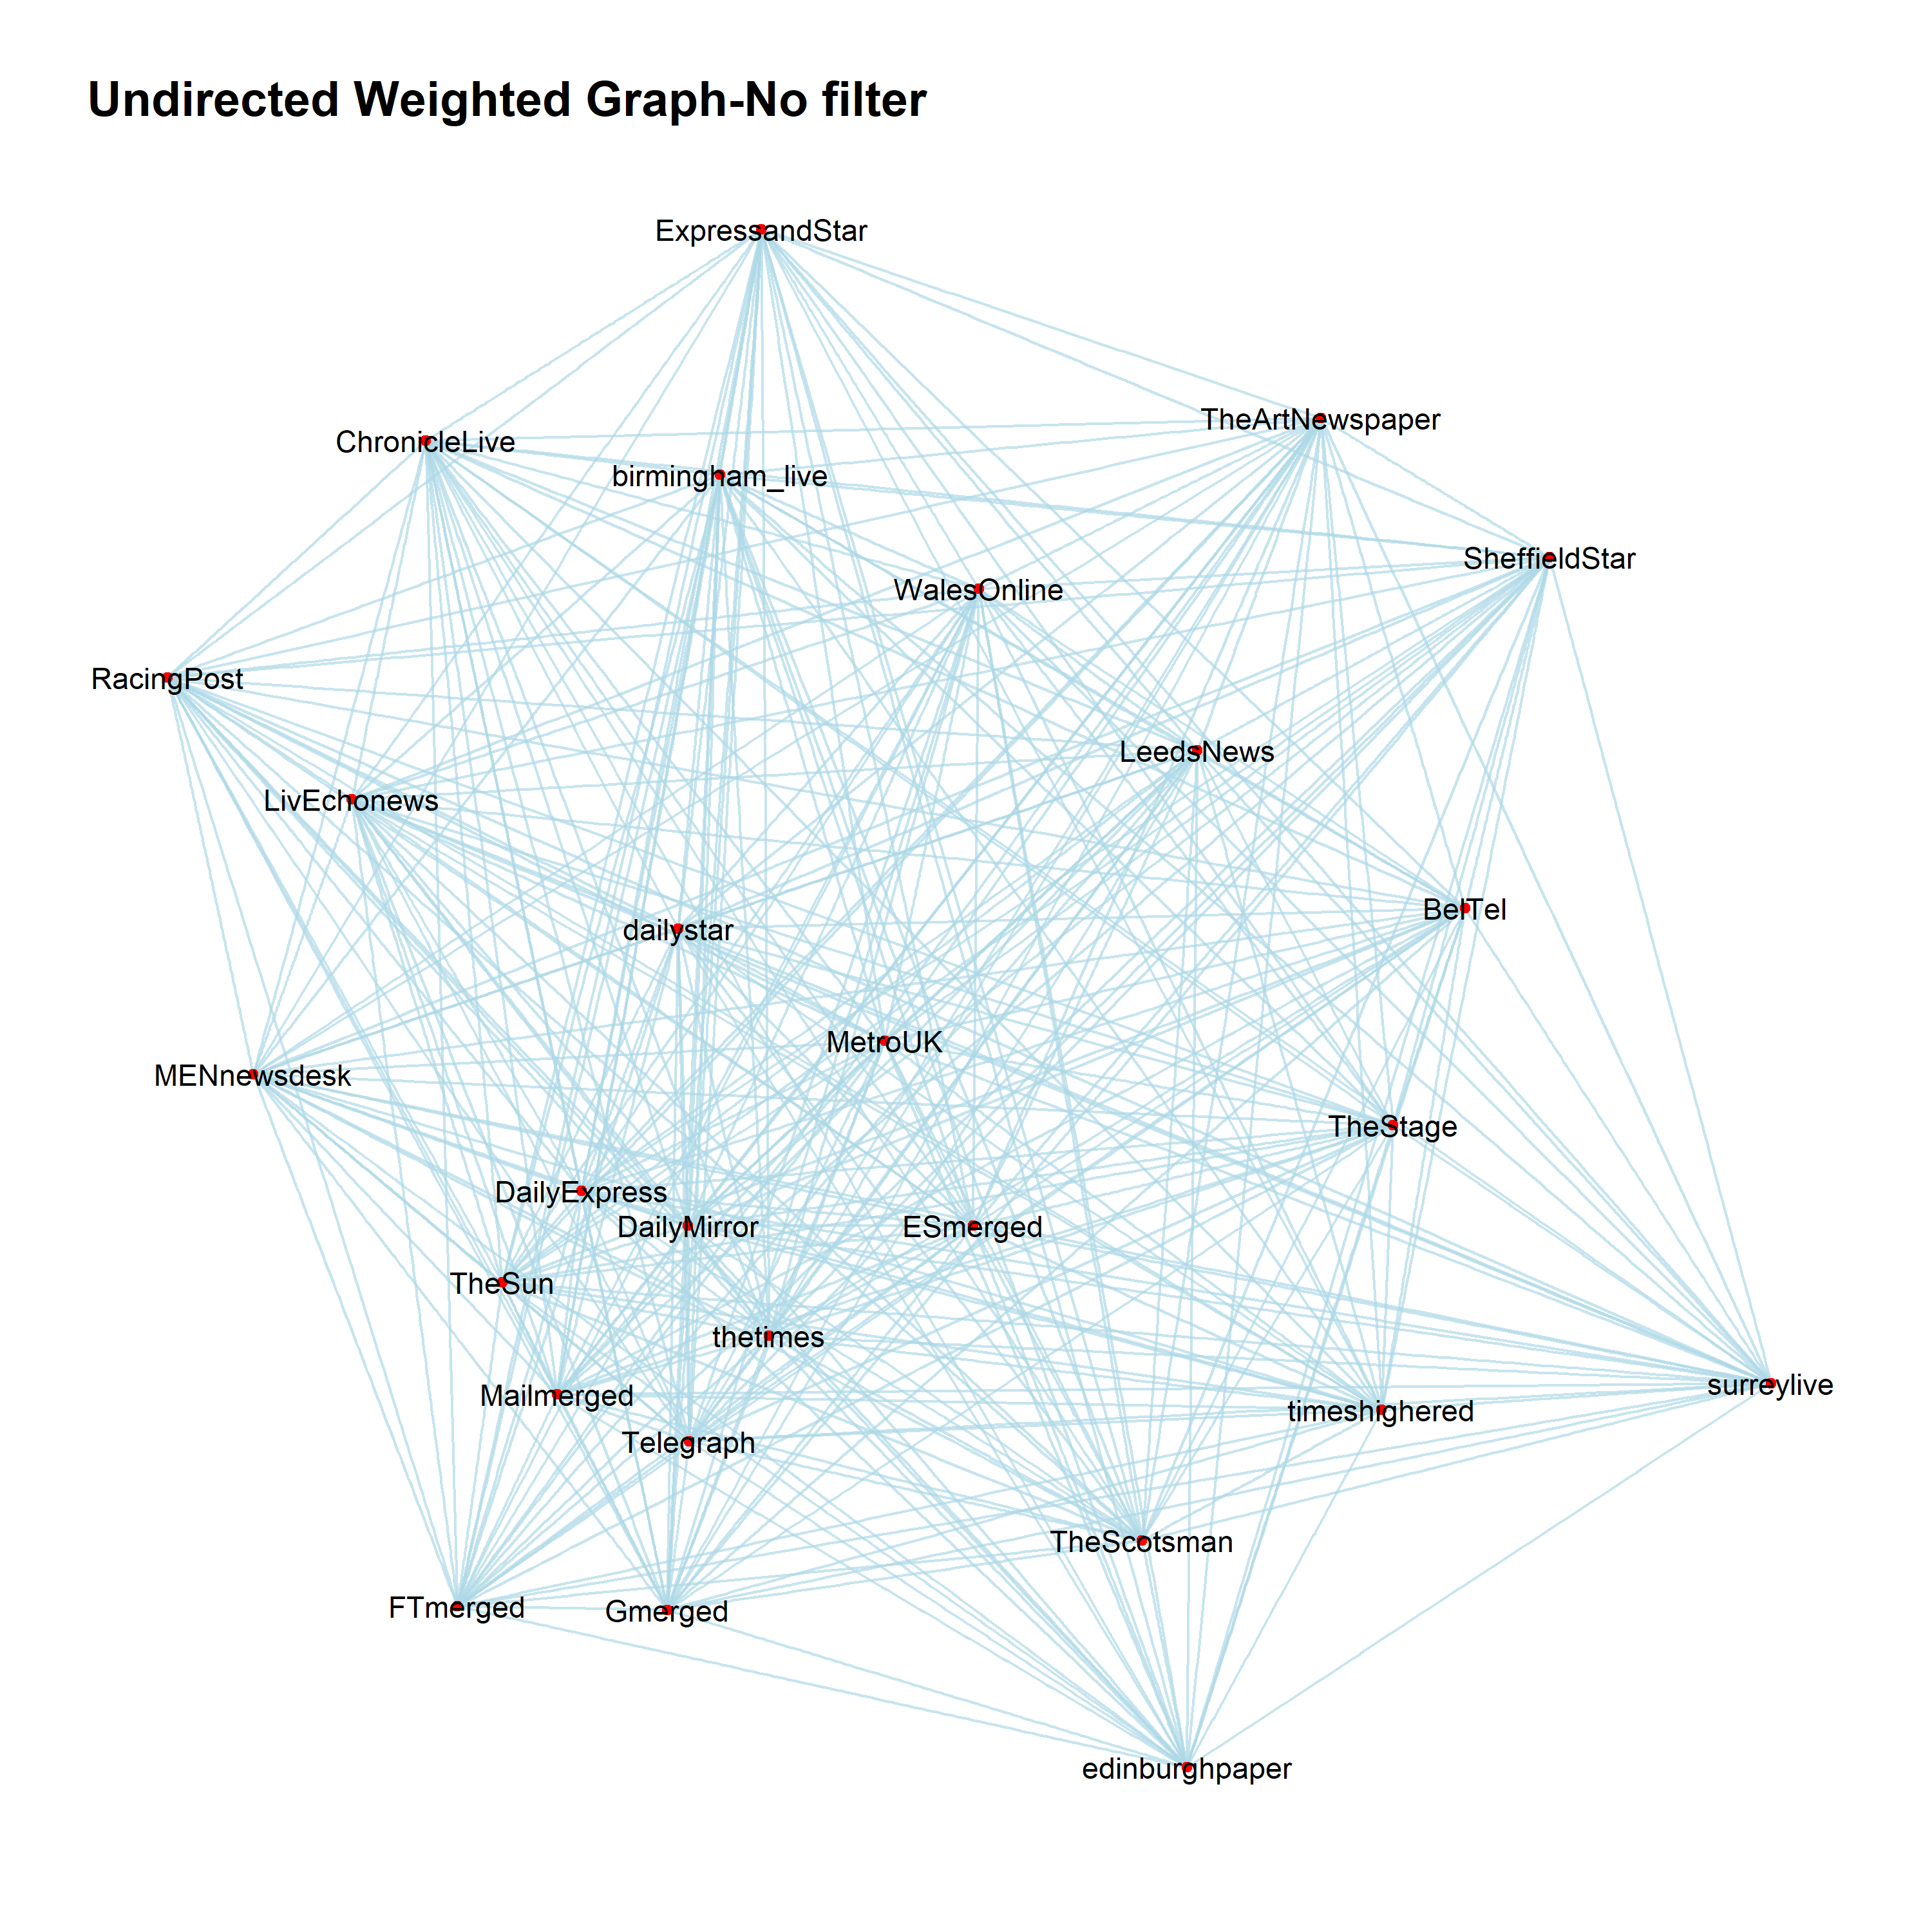 Undirected Weighted Graph-No filter
ExpressandStar
TheArtNewspaper
ChronicleLive
birmingham_live
SheffieldStar
WalesOnline
RacingPost
LeedsNews
LivEchonews
BelTel
dailystar
MetroUK
MENnewsdesk
TheStage
DailyExpress
DailyMirror
ESmerged
TheSun
thetimes
surreylive
Mailmerged
timeshighered
Telegraph
TheScotsman
FTmerged
Gmerged
edinburghpaper